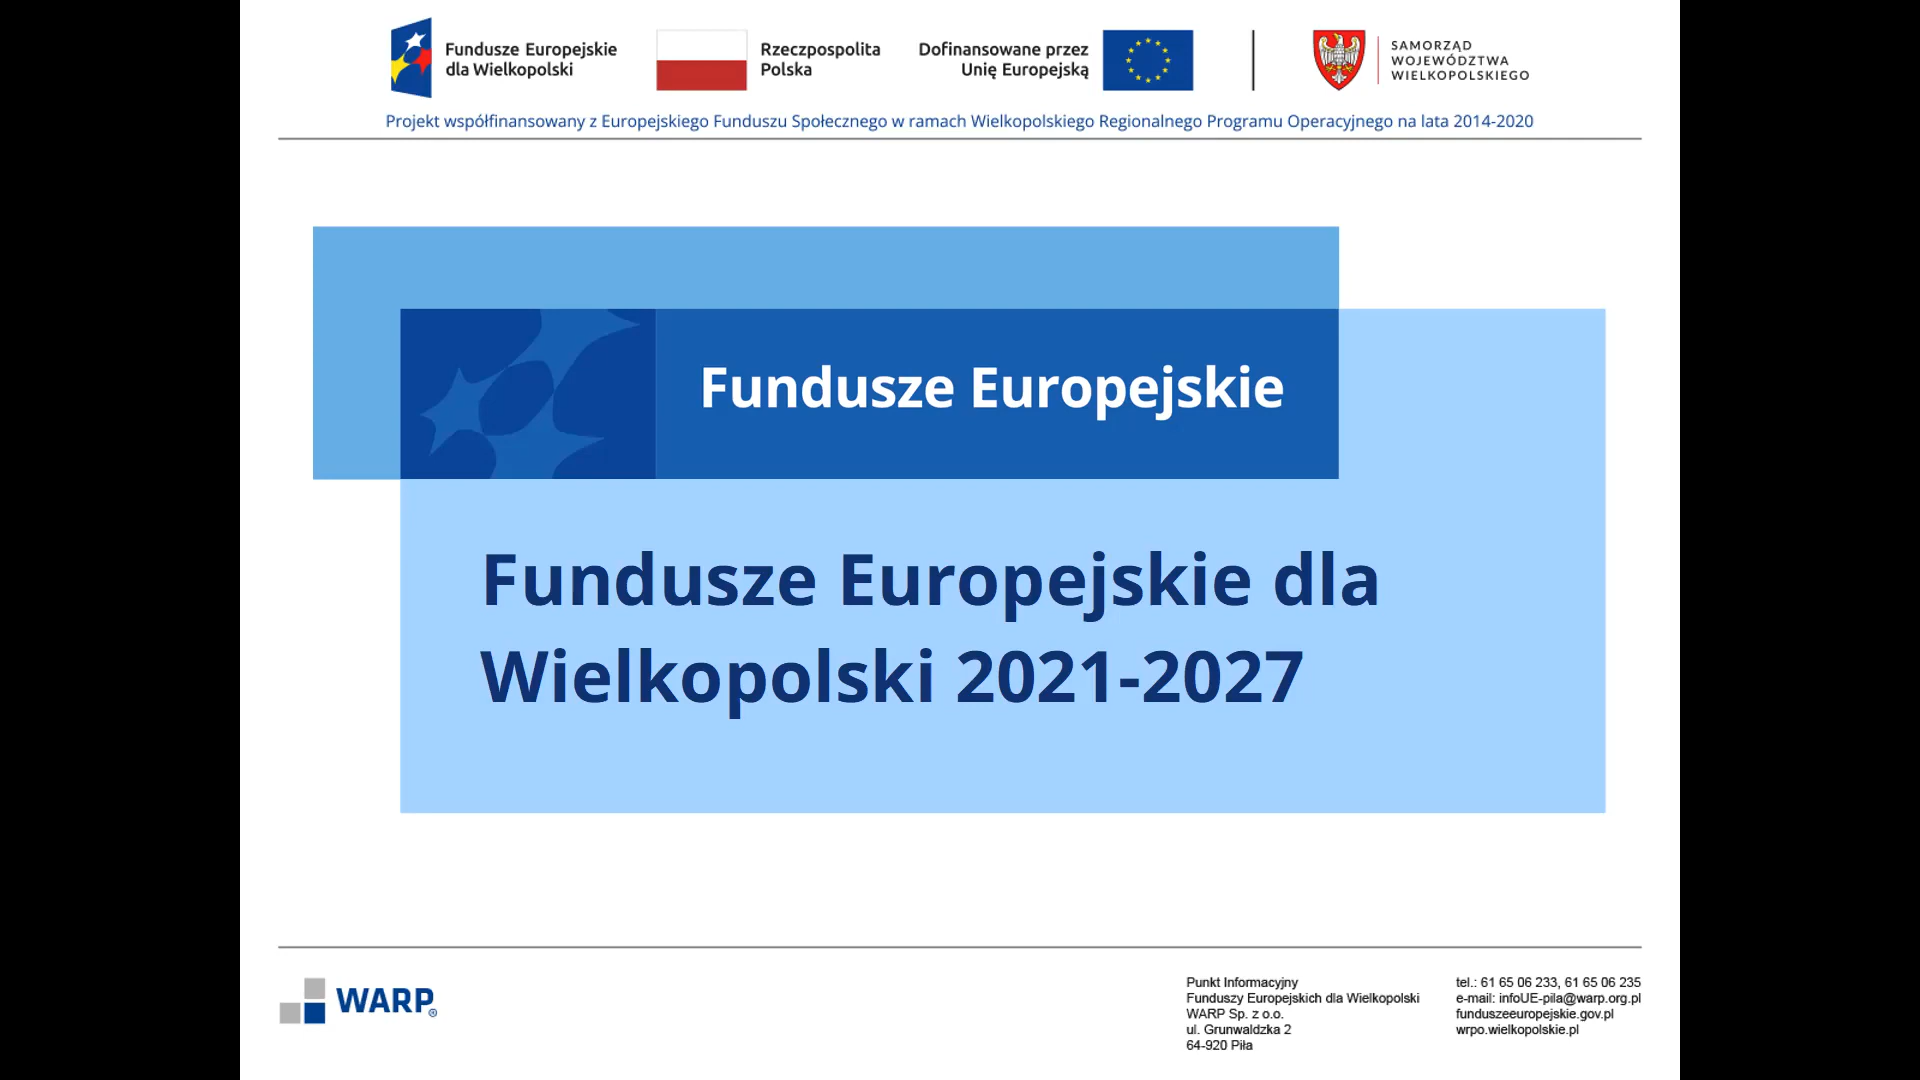 Fundusze Europejskie
dla Wielkopolski
Rzeczpospolita
Polska
Dofinansowane przez
Unię Europejską
SAMORZĄD
WOJEWÓDZTWA
WIELKOPOLSKIEGO
Projekt współfinansowany z Europejskiego Funduszu Społecznego w ramach Wielkopolskiego Regionalnego Programu Operacyjnego na lata 2014-2020
Fundusze Europejskie
Fundusze Europejskie dla
Wielkopolski 2021-2027
WARP®
Punkt Informacyjny
Funduszy Europejskich dla Wielkopolski
WARP Sp. z o.o.
ul. Grunwaldzka 2
64-920 Piła
tel.: 61 65 06 233, 61 65 06 235
e-mail: infoUE-pila@warp.org.pl
funduszeeuropejskie.gov.pl
wrpo.wielkopolskie.pl